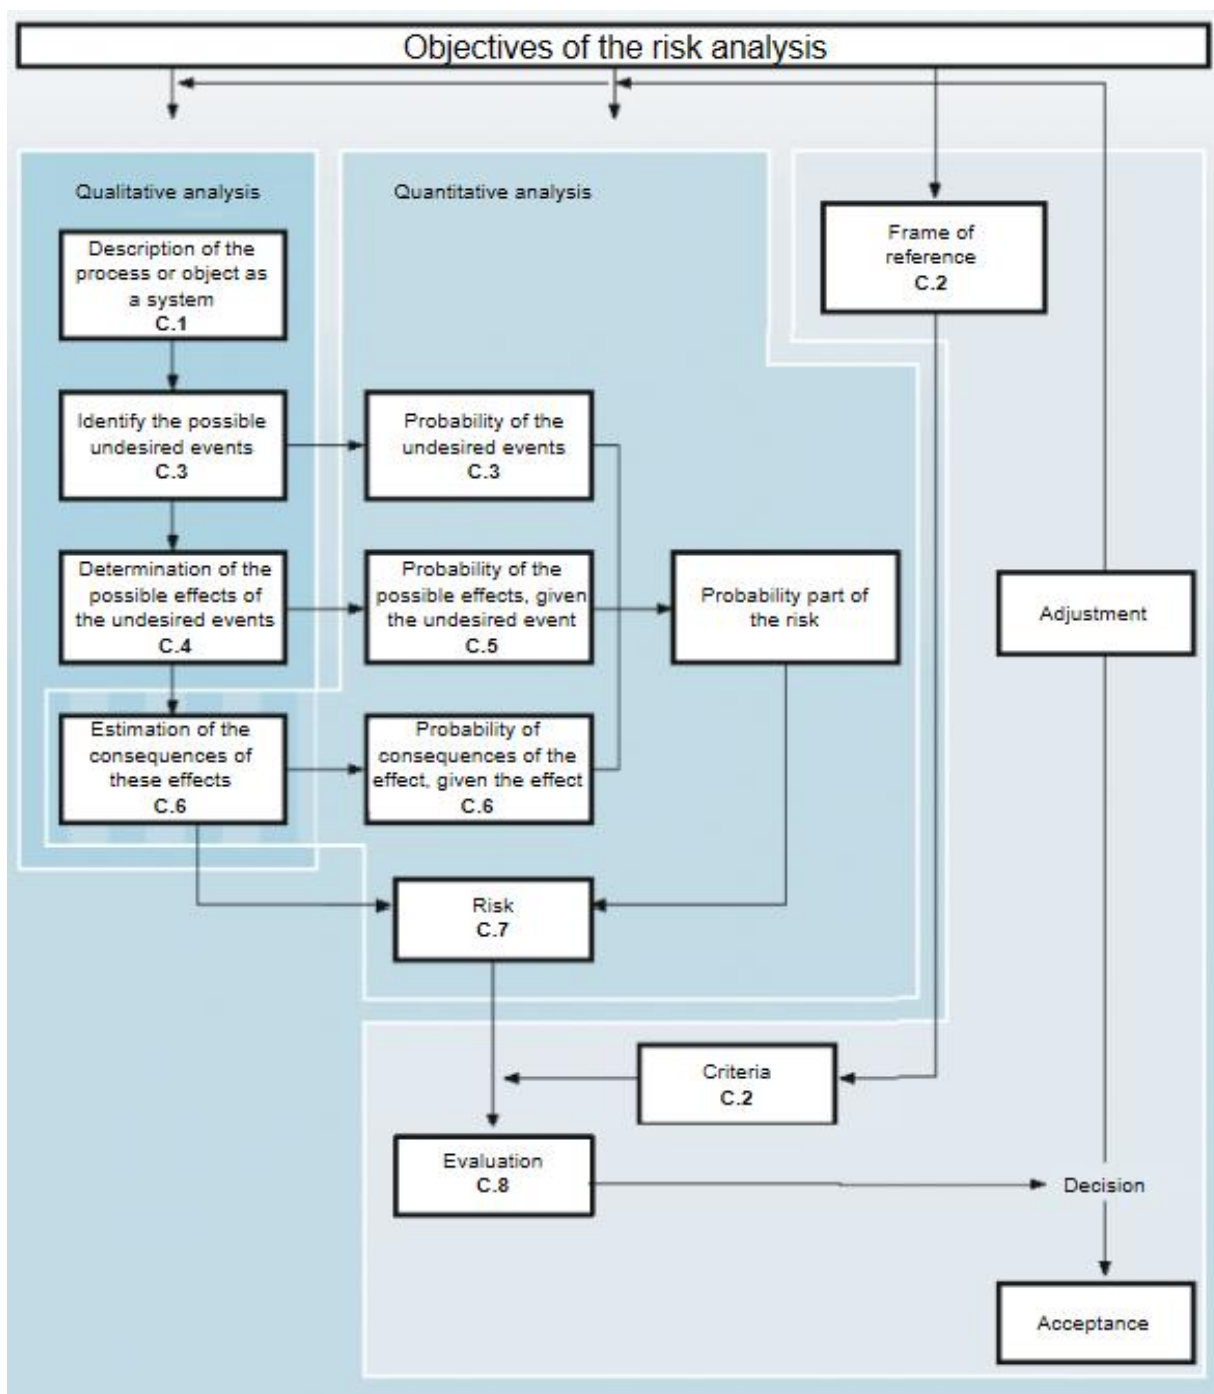 Objectives of the risk analysis
Qualitative analysis
Description of the
process or object as
a system
C.1
Identify the possible
undesired events
C.3
Determination of the
possible effects of
the undesired events
C.4
Estimation of the
consequences of
these effects
C.6
Quantitative analysis
Probability of the
undesired events
C.3
Probability of the
possible effects, given
the undesired event
C.5
Probability of
consequences of the
effect, given the effect
C.6
Probability part of
the risk
Risk
C.7
Frame of
reference
C.2
Criteria
C.2
Evaluation
C.8
Adjustment
Decision
Acceptance